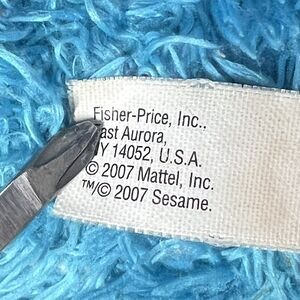 Fisher-Price, Inc..
ast Aurora,
Y 14052, U.S.A.
© 2007 Mattel, Inc.
™/© 2007 Sesame.